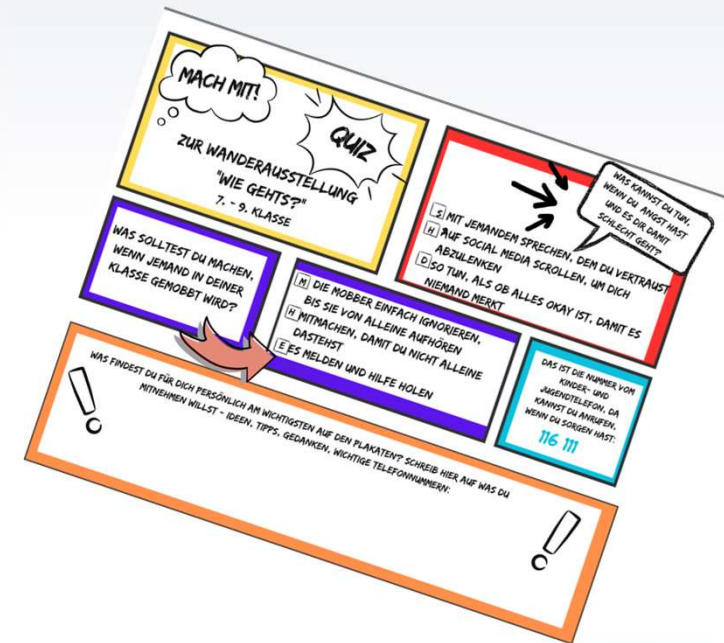 MACH MIT!
QUIZ
ZUR WANDERAUSSTELLUNG
"WIE GEHTS?"
7. - 9. KLASSE
WAS KANNST DU TUN,
WENN DU ANGST HAST
UND ES DIR DAMIT
SCHLECHT GEHT?
S MIT JEMANDEM SPRECHEN, DEM DU VERTRAUST
H AUF SOCIAL MEDIA SCROLLEN, UM DICH
ABZULENKEN
D SO TUN, ALS OB ALLES OKAY IST, DAMIT ES
NIEMAND MERKT
WAS SOLLTEST DU MACHEN,
WENN JEMAND IN DEINER
KLASSE GEMOBBT WIRD?
M DIE MOBBER EINFACH IGNORIEREN,
BIS SIE VON ALLEINE AUFHÖREN
H MITMACHEN, DAMIT DU NICHT ALLEINE
DASTEHST
E ES MELDEN UND HILFE HOLEN
DAS IST DIE NUMMER VOM
KINDER- UND
JUGENDTELEFON. DA
KANNST DU ANRUFEN,
WENN DU SORGEN HAST:
116 111
WAS FINDEST DU FÜR DICH PERSÖNLICH AM WICHTIGSTEN AUF DEN PLAKATEN? SCHREIB HIER AUF WAS DU
MITNEHMEN WILLST - IDEEN, TIPPS, GEDANKEN, WICHTIGE TELEFONNUMMERN: